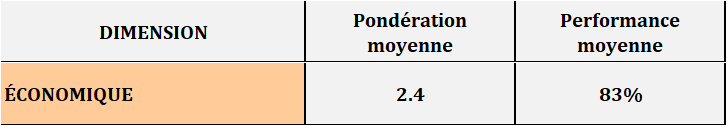 DIMENSION
Pondération
moyenne
Performance
moyenne
ÉCONOMIQUE
2.4
83%